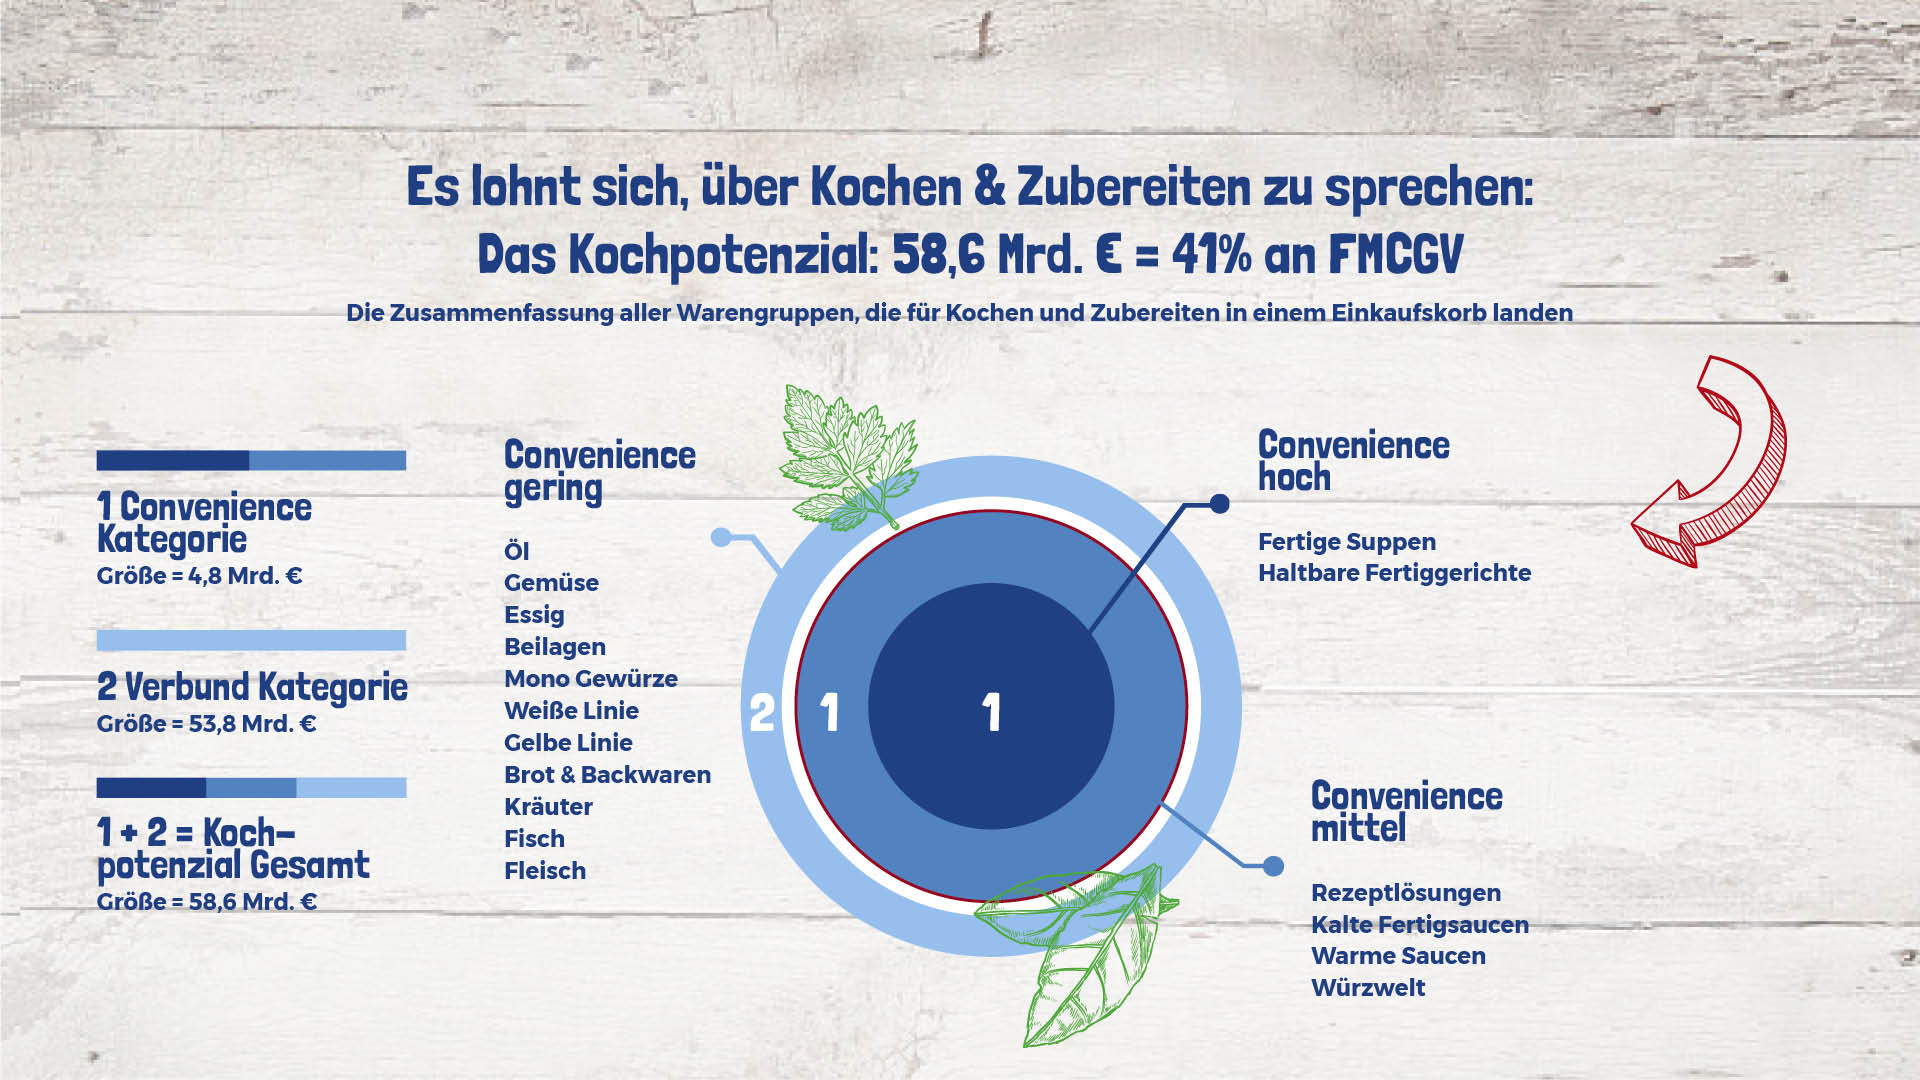 Es lohnt sich, über Kochen & Zubereiten zu sprechen:
Das Kochpotenzial: 58,6 Mrd. € = 41% an FMCGV
Die Zusammenfassung aller Warengruppen, die für Kochen und Zubereiten in einem Einkaufskorb landen
1 Convenience
Kategorie
Größe = 4,8 Mrd. €
2 Verbund Kategorie
Größe = 53,8 Mrd. €
1 + 2 = Koch-
potenzial Gesamt
Größe = 58,6 Mrd. €
Convenience
gering
Öl
Gemüse
Essig
Beilagen
Mono Gewürze
Weiße Linie
Gelbe Linie
Brot & Backwaren
Kräuter
Fisch
Fleisch
2 1 1
Convenience
hoch
Fertige Suppen
Haltbare Fertiggerichte
Convenience
mittel
Rezeptlösungen
Kalte Fertigsaucen
Warme Saucen
Würzwelt